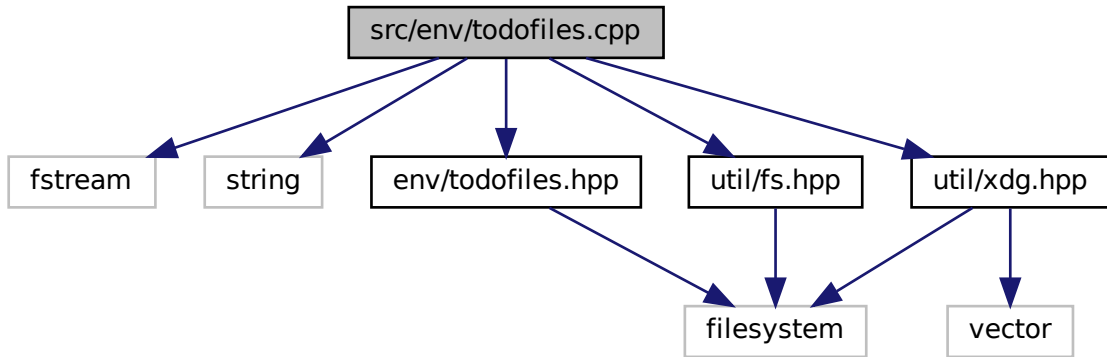 src/env/todofiles.cpp
fstream
string
env/todofiles.hpp
util/fs.hpp
util/xdg.hpp
filesystem
vector